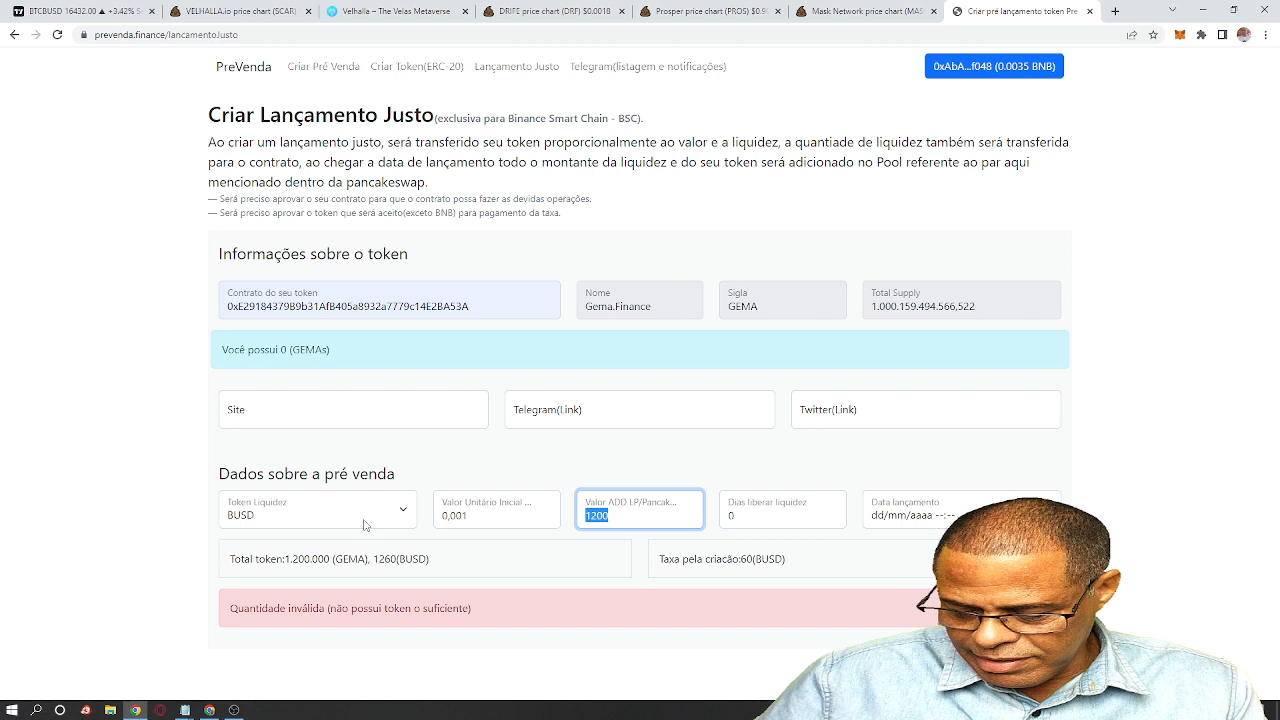 BTCBUSD 16432.00 ▲ +3.42% S
VELHALLA.io price chart (SCAR)
Velhalla – The Velas Metaverse
DRIFE price chart (DRF) $0.0018
Prosper price chart (PROS) $0.5
Mask Network price chart (MAS
Criar pré lançamento token Pre
prevenda.finance/lancamentoJusto
PreVenda
Criar Pré Venda
Criar Token(ERC-20)
Lançamento Justo
Telegram(listagem e notificações)
0xAbA...f048 (0.0035 BNB)
Criar Lançamento Justo(exclusiva para Binance Smart Chain - BSC).
Ao criar um lançamento justo, será transferido seu token proporcionalmente ao valor e a liquidez, a quantiade de liquidez também será transferida
para o contrato, ao chegar a data de lançamento todo o montante da liquidez e do seu token será adicionado no Pool referente ao par aqui
mencionado dentro da pancakeswap.
— Será preciso aprovar o seu contrato para que o contrato possa fazer as devidas operações.
— Será preciso aprovar o token que será aceito(exceto BNB) para pagamento da taxa.
Informações sobre o token
Contrato do seu token
0xE29184379B9b31AfB405a8932a7779c14E2BA53A
Nome
Gema.Finance
Sigla
GEMA
Total Supply
1.000.159.494.566,522
Você possui 0 (GEMAs)
Site
Telegram(Link)
Twitter(Link)
Dados sobre a pré venda
Token Liquidez
BUSD
Valor Unitário Inicial ...
0,001
Valor ADD LP/Pancak...
1200
Dias liberar liquidez
0
Data lançamento
dd/mm/aaaa --:--
Total token:1.200.000 (GEMA), 1260(BUSD)
Taxa pela criacão:60(BUSD)
Quantidade inválida (não possui token o suficiente)